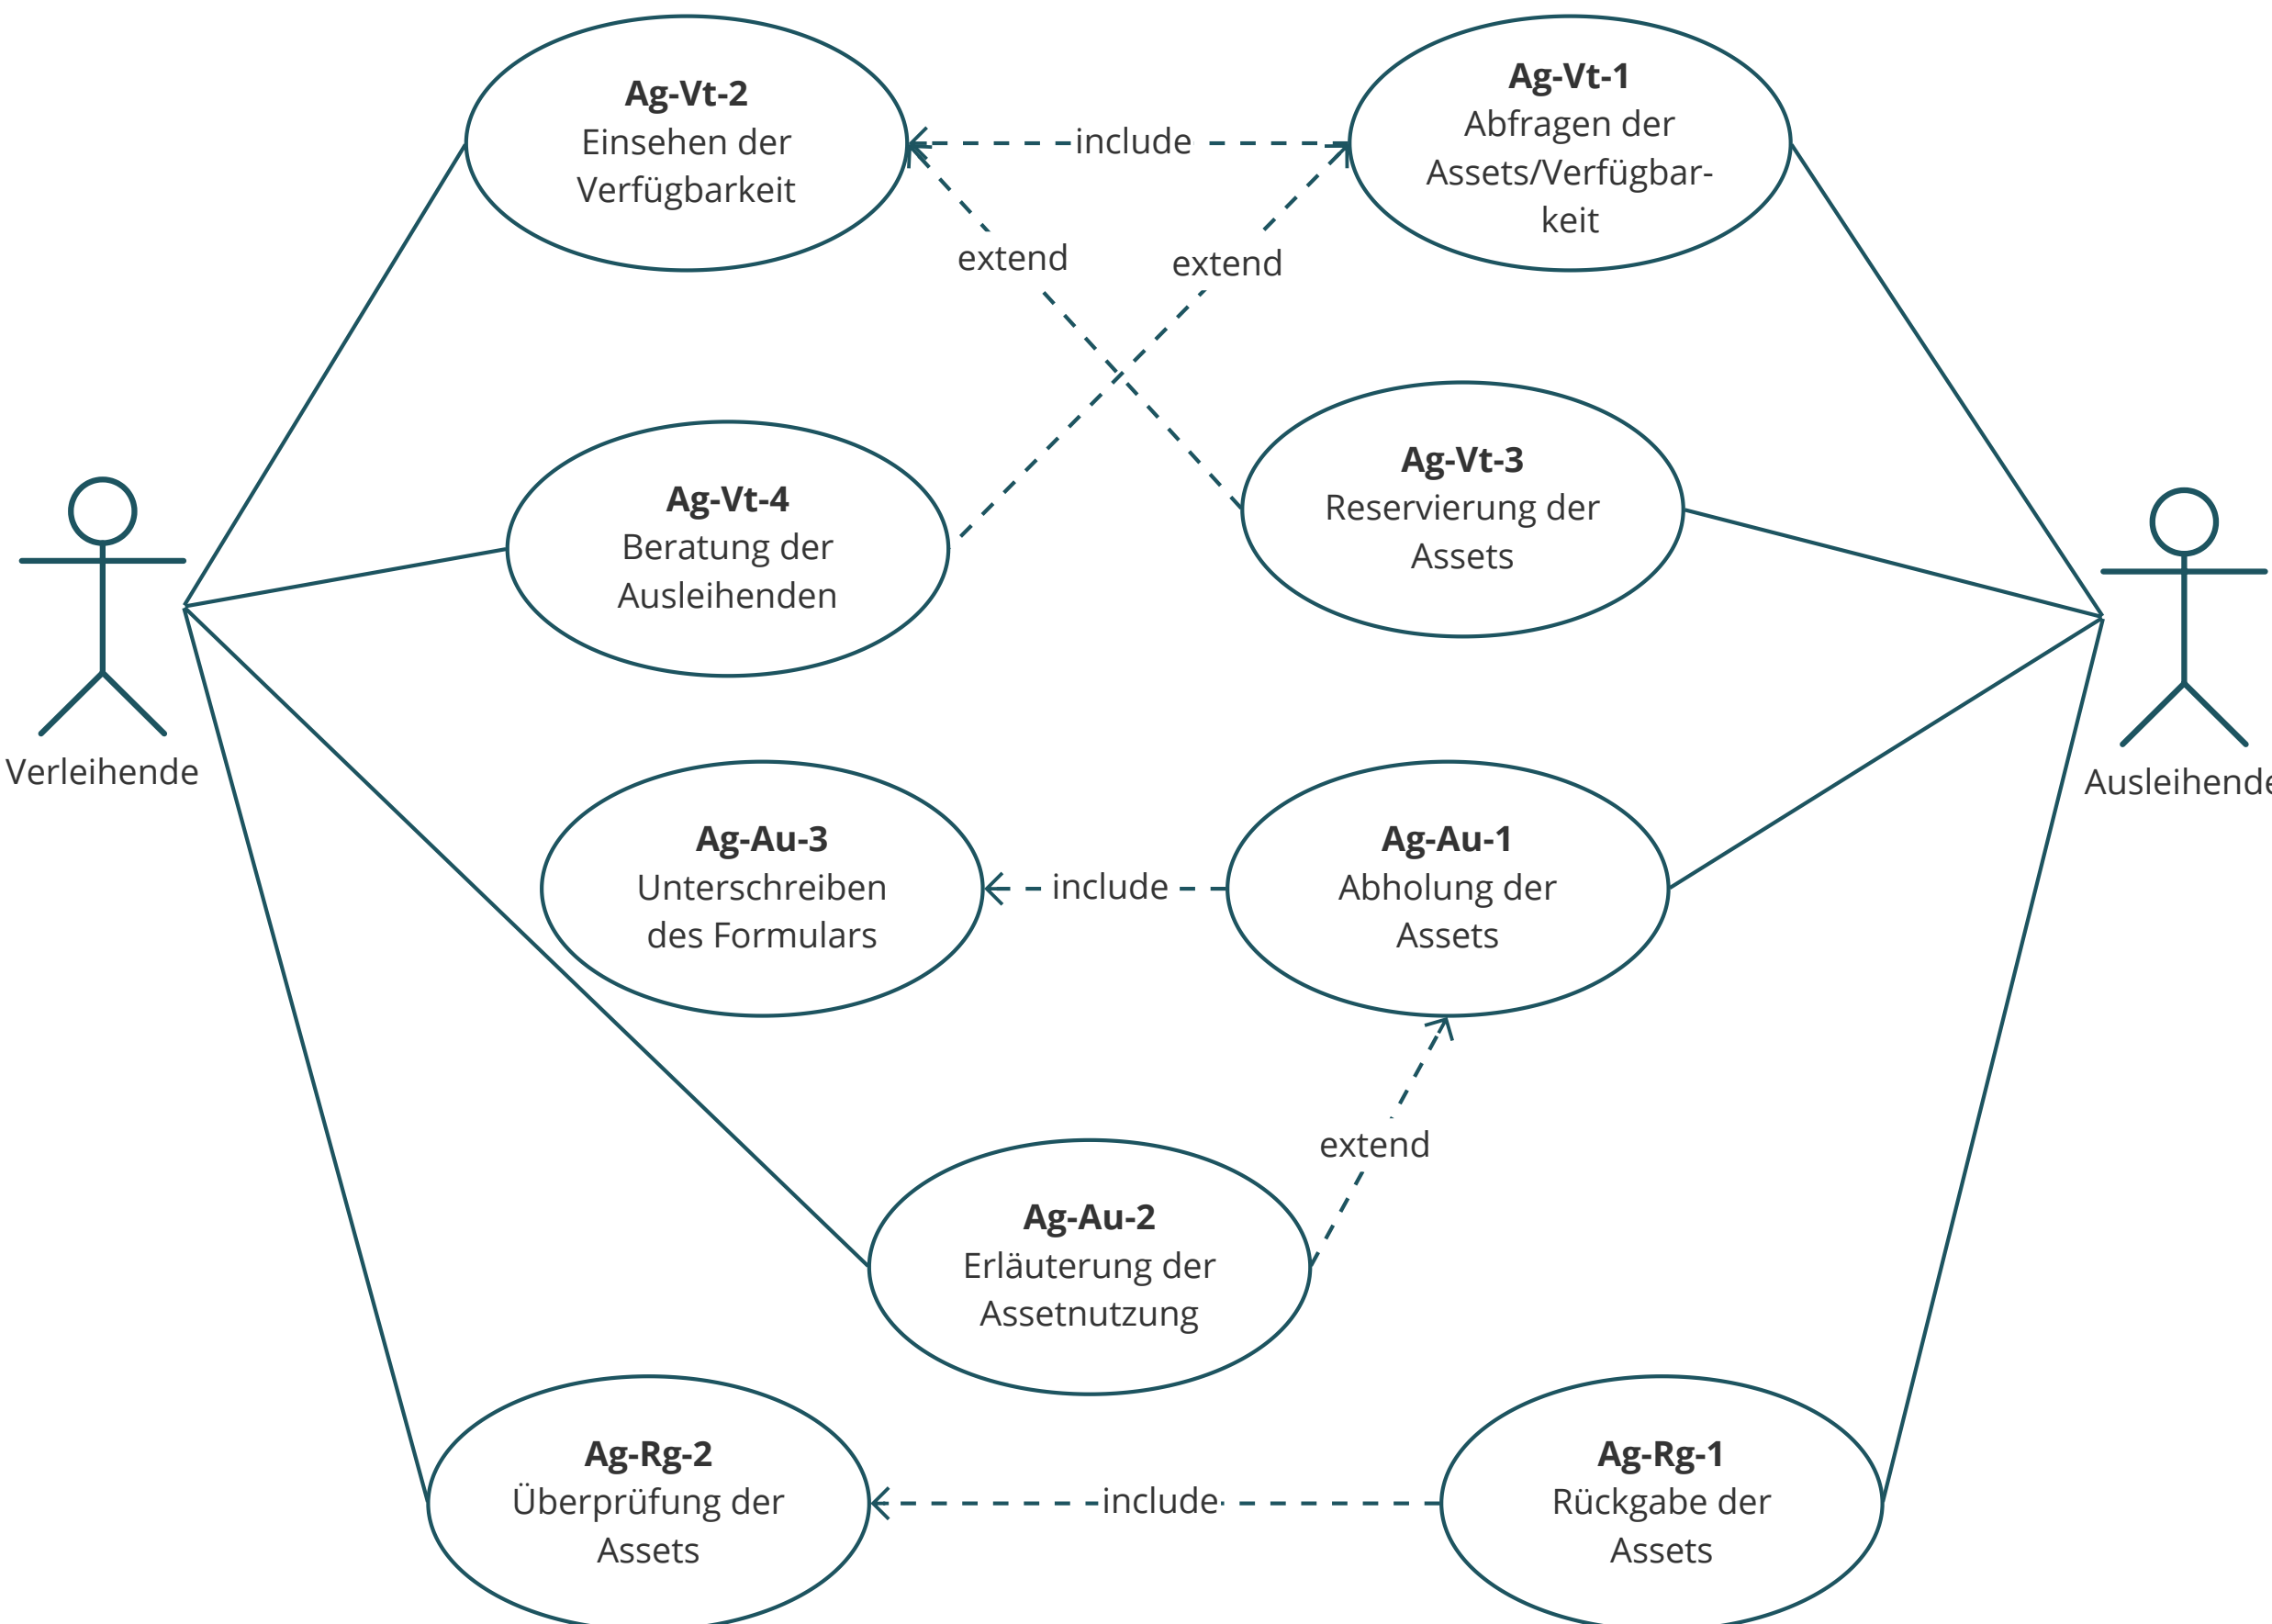 Ag-Vt-2
Einsehen der
Verfügbarkeit
include
Ag-Vt-1
Abfragen der
Assets/Verfügbar-
keit
extend
extend
Ag-Vt-4
Beratung der
Ausleihenden
Ag-Vt-3
Reservierung der
Assets
Verleihende
Ausleihende
Ag-Au-3
Unterschreiben
des Formulars
include
Ag-Au-1
Abholung der
Assets
extend
Ag-Au-2
Erläuterung der
Assetnutzung
Ag-Rg-2
Überprüfung der
Assets
include
Ag-Rg-1
Rückgabe der
Assets